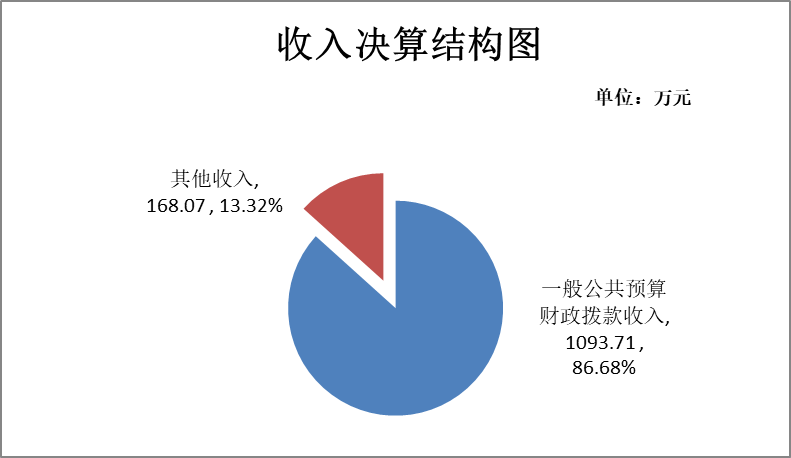 收入决算结构图
单位：万元
其他收入,
168.07 , 13.32%
一般公共预算
财政拨款收入,
1093.71 ,
86.68%